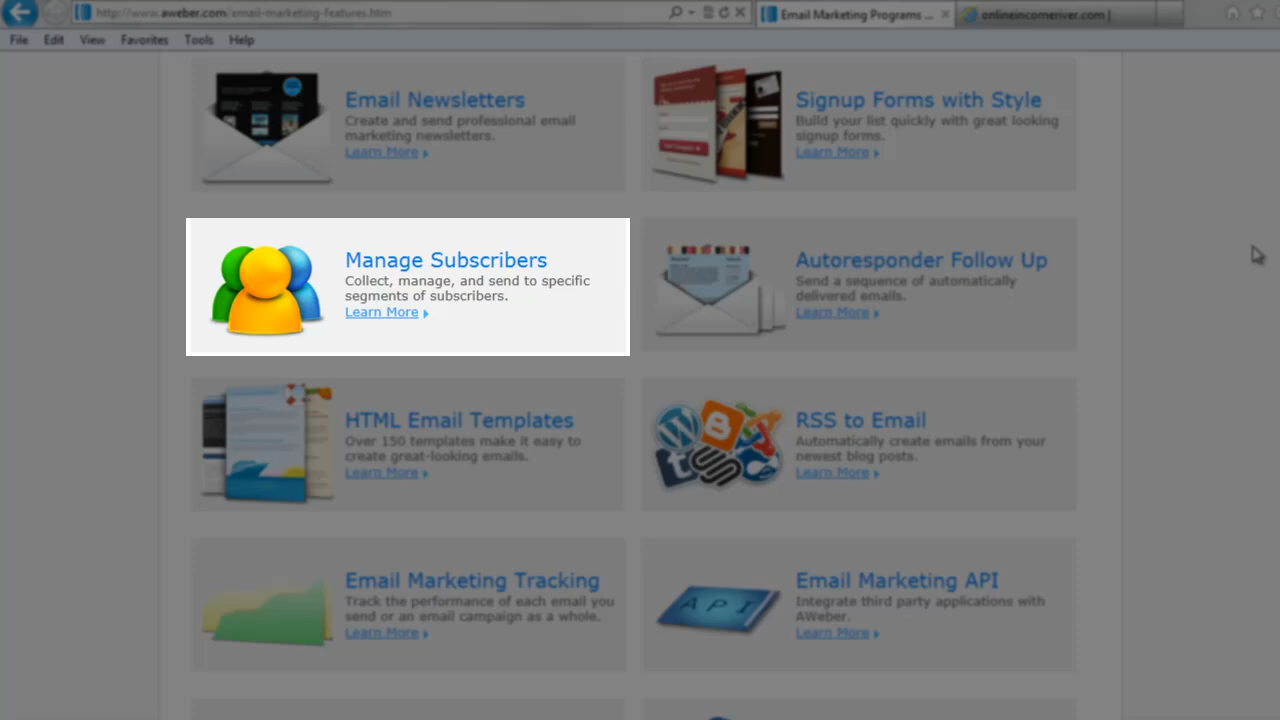 http://www.aweber.com/email-marketing-features.htm
Email Marketing Programs ...
onlineincomeriver.com |
File Edit View Favorites Tools Help
Email Newsletters
Create and send professional email
marketing newsletters.
Learn More
Signup Forms with Style
Build your list quickly with great looking
signup forms.
Learn More
Manage Subscribers
Collect, manage, and send to specific
segments of subscribers.
Learn More
Autoresponder Follow Up
Send a sequence of automatically
delivered emails.
Learn More
HTML Email Templates
Over 150 templates make it easy to
create great-looking emails.
Learn More
RSS to Email
Automatically create emails from your
newest blog posts.
Learn More
Email Marketing Tracking
Track the performance of each email you
send or an email campaign as a whole.
Learn More
API
Email Marketing API
Integrate third party applications with
AWeber.
Learn More